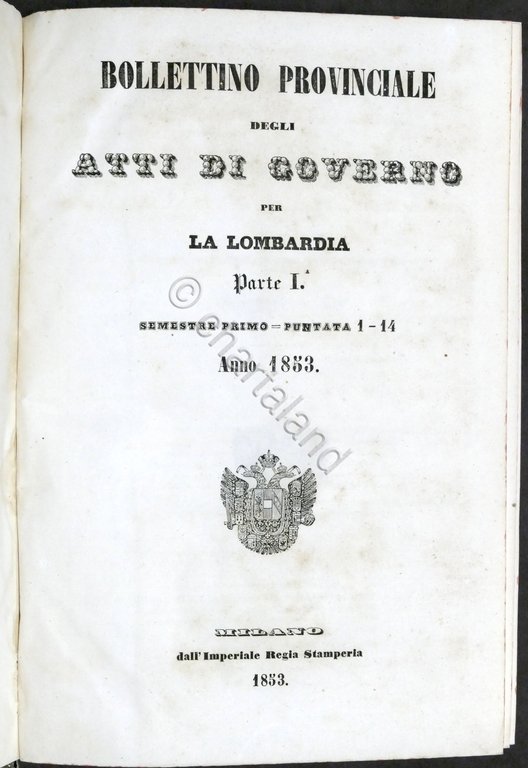 BOLLETTINO PROVINCIALE
DEGLI
ATTI DI GOVERNO
PER
LA LOMBARDIA
Parte I.ª
SEMESTRE PRIMO = PUNTATA 1 – 14
Anno 1853.
© chartaland
MILANO
dall'Imperiale Regia Stamperia
1853.